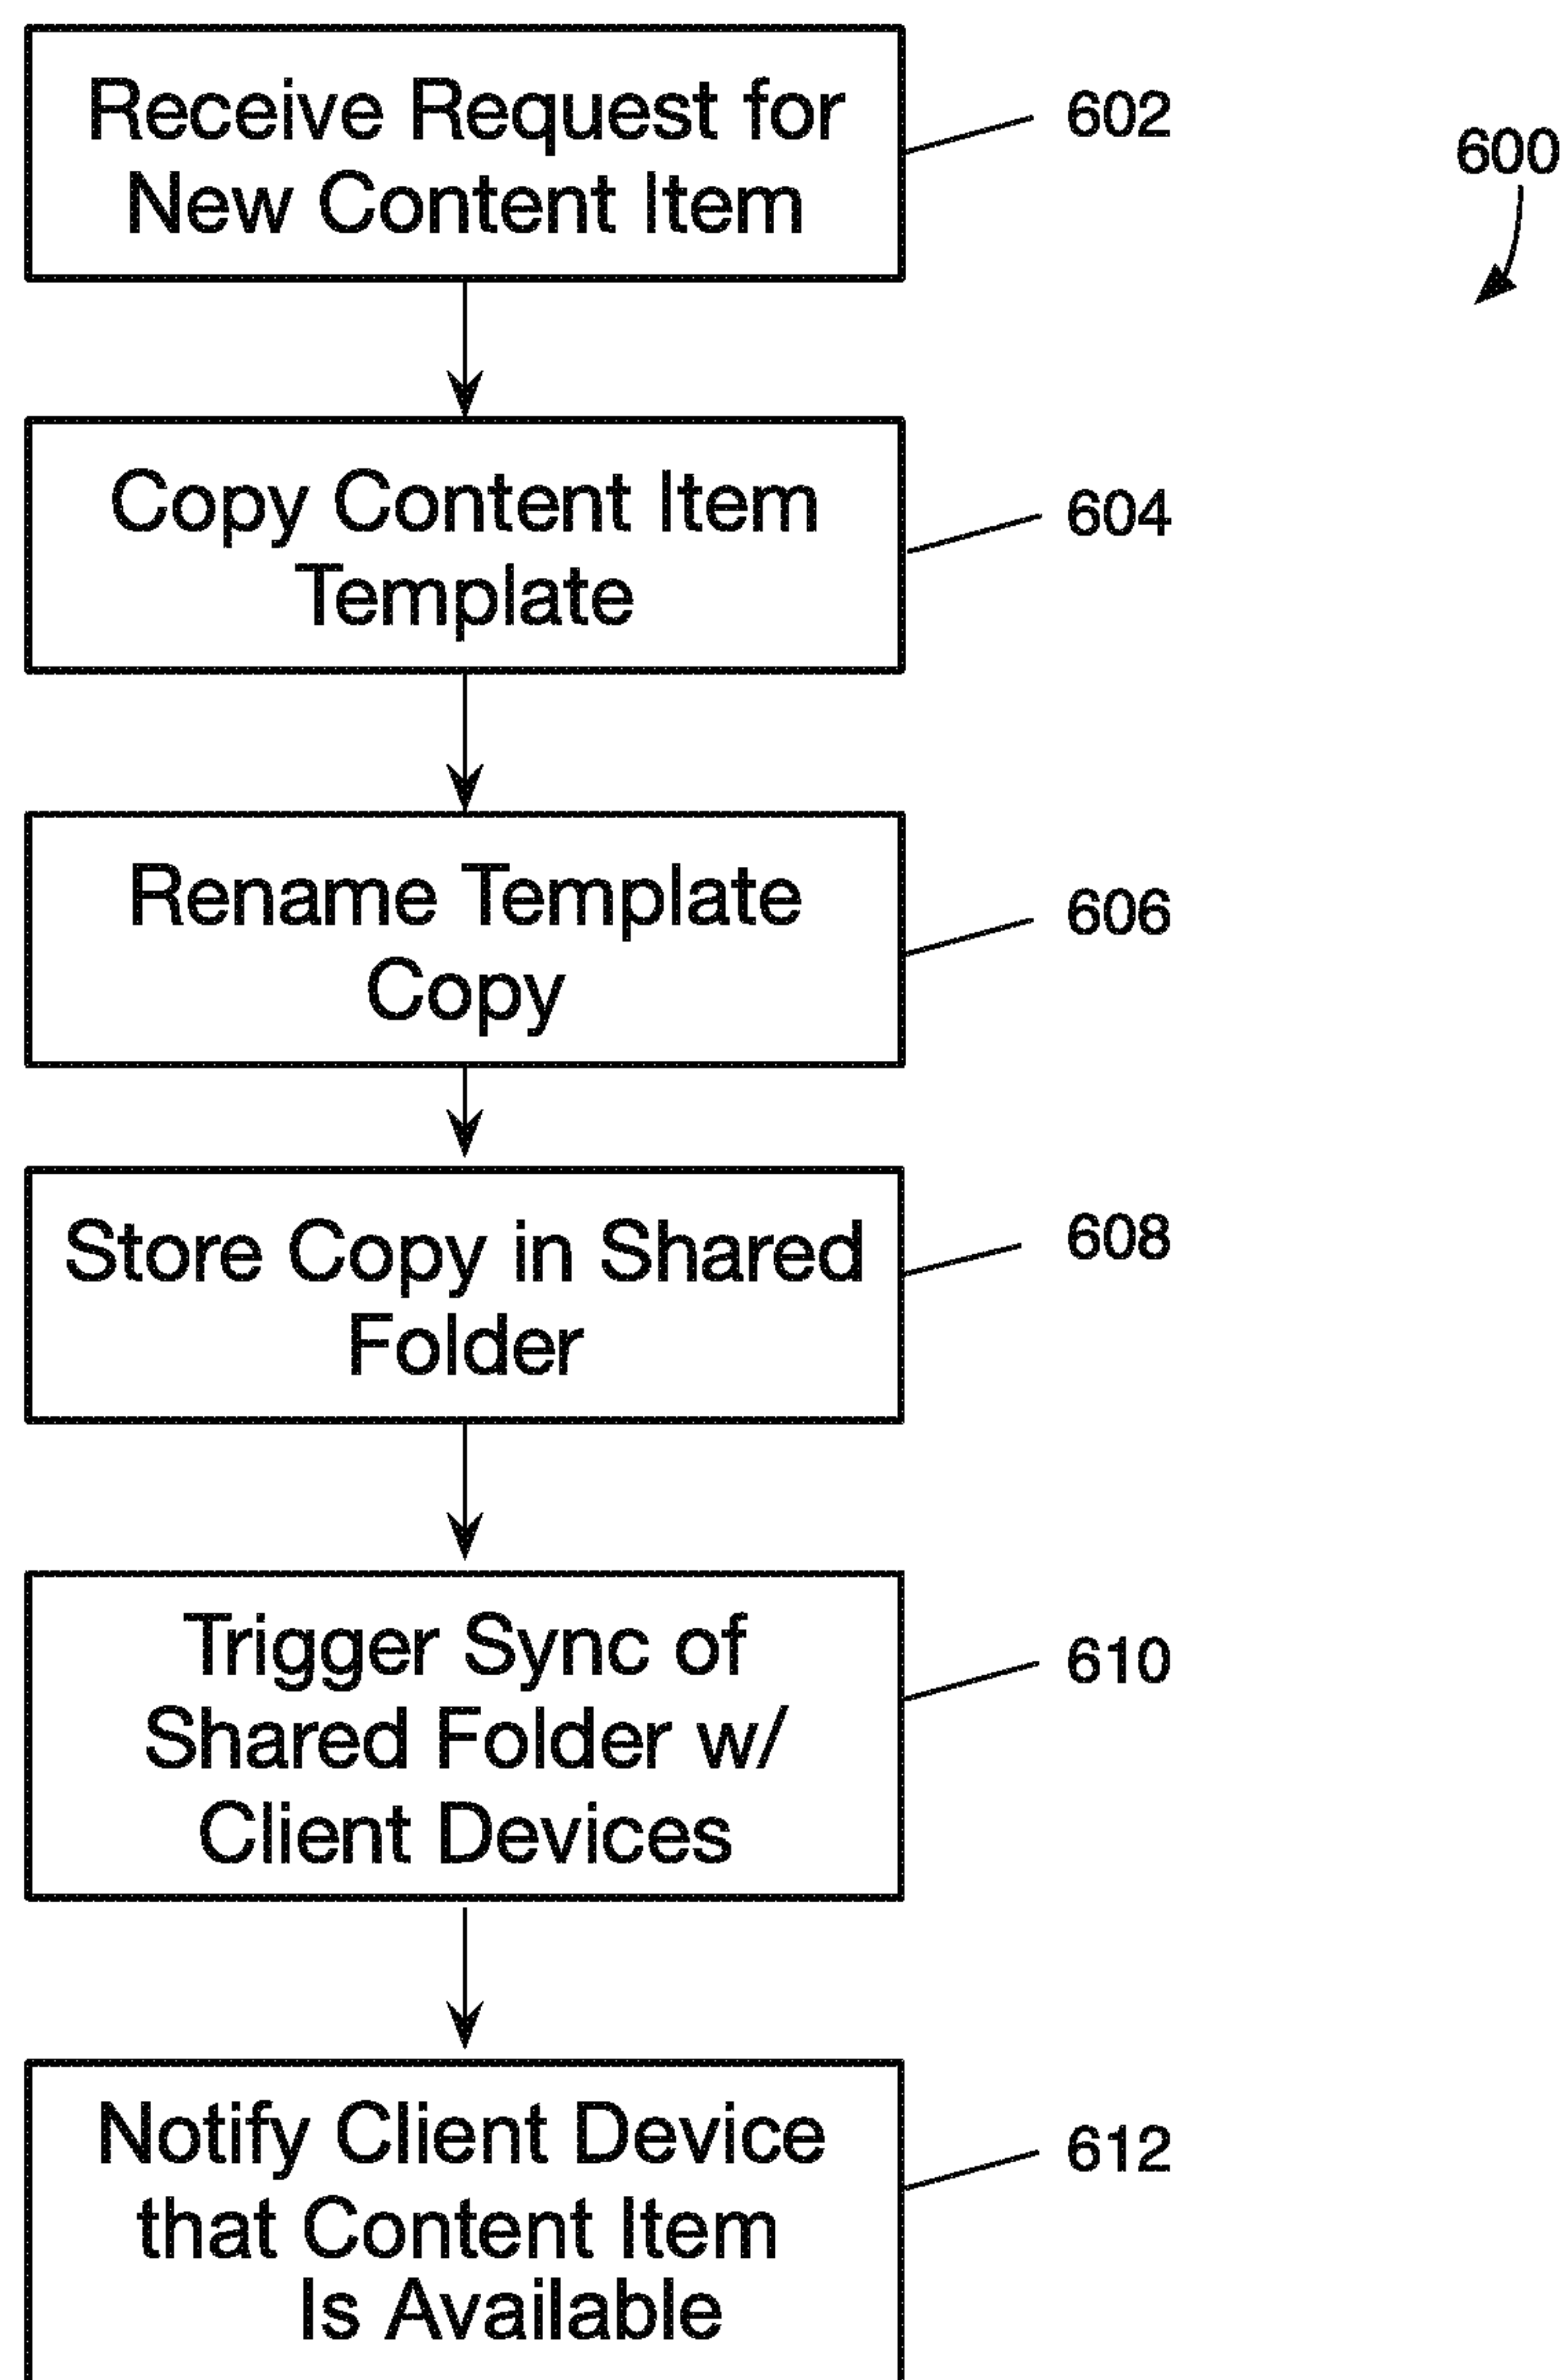 Receive Request for
New Content Item
602
600
Copy Content Item
Template
604
Rename Template
Copy
606
Store Copy in Shared
Folder
608
Trigger Sync of
Shared Folder w/
Client Devices
610
Notify Client Device
that Content Item
Is Available
612